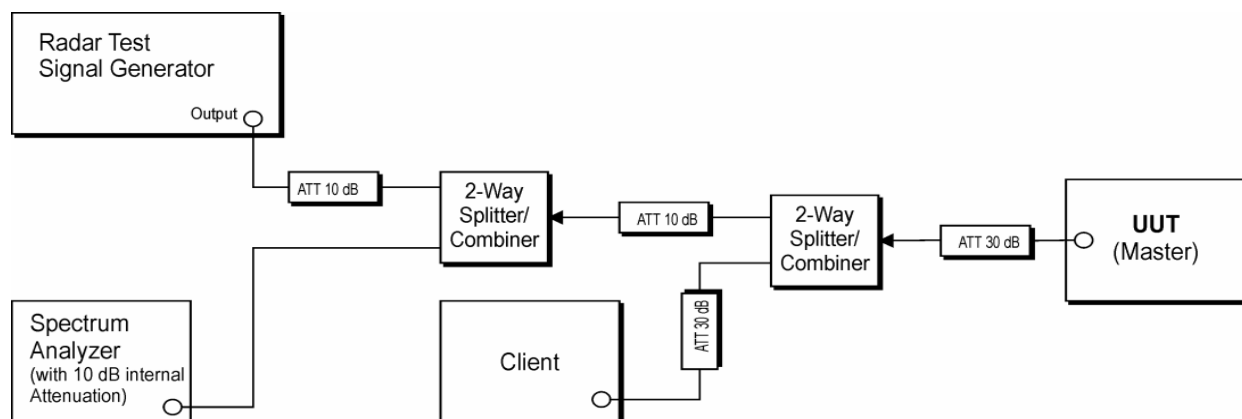 Radar Test
Signal Generator
Output
ATT 10 dB
2-Way
Splitter/
Combiner
ATT 10 dB
2-Way
Splitter/
Combiner
ATT 30 dB
UUT
(Master)
Spectrum
Analyzer
(with 10 dB internal
Attenuation)
Client
ATT 30 dB